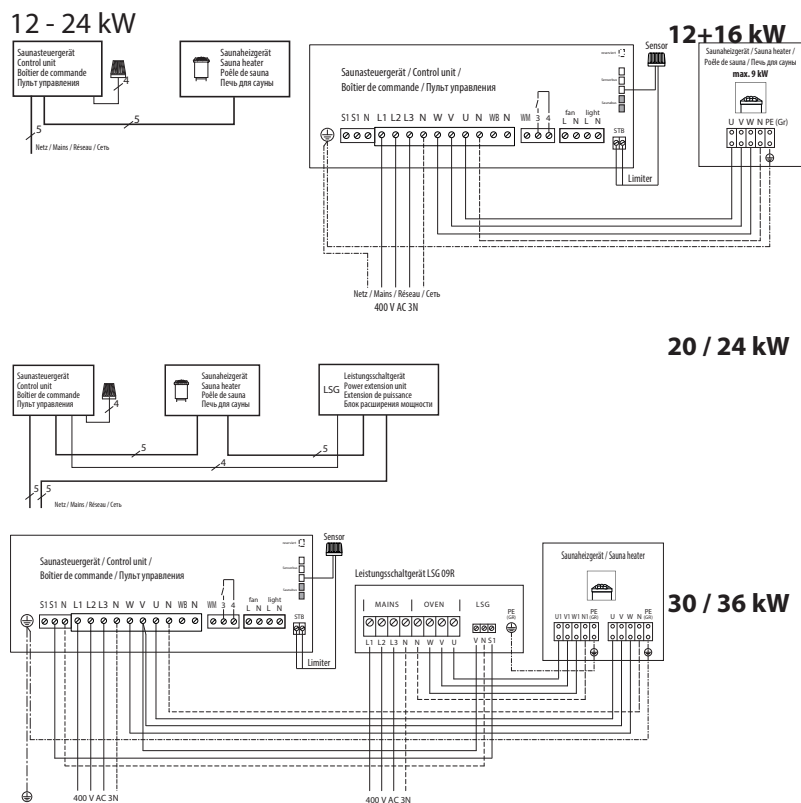 12 - 24 kW
Saunasteuergerät
Control unit
Boîtier de commande
Пульт управления
4
Saunaheizgerät
Sauna heater
Poêle de sauna
Печь для сауны
5
5
Netz / Mains / Réseau / Сеть
12+16 kW
Sensor
Saunasteuergerät / Control unit /
Boîtier de commande / Пульт управления
S1 S1 N L1 L2 L3 N W V U N WB N WM 3 4
fan light
L N L N
STB
Limiter
Saunaheizgerät / Sauna heater /
Poêle de sauna / Печь для сауны
max. 9 kW
U V W N PE (Gr)
Netz / Mains / Réseau / Сеть
400 V AC 3N
20 / 24 kW
Saunasteuergerät
Control unit
Boîtier de commande
Пульт управления
4
Saunaheizgerät
Sauna heater
Poêle de sauna
Печь для сауны
LSG
Leistungsschaltgerät
Power extension unit
Extension de puissance
Блок расширения мощности
5
5
4
5 5
Netz / Mains / Réseau / Сеть
30 / 36 kW
Sensor
Saunasteuergerät / Control unit /
Boîtier de commande / Пульт управления
S1 S1 N L1 L2 L3 N W V U N WB N WM 3 4
fan light
L N L N
STB
Limiter
Leistungsschaltgerät LSG 09R
MAINS OVEN LSG
PE
(GR)
L1 L2 L3 N N W V U V N S1
Saunaheizgerät / Sauna heater
U1 V1 W1 N1 PE (GR) U V W N PE (GR)
400 V AC 3N
400 V AC 3N